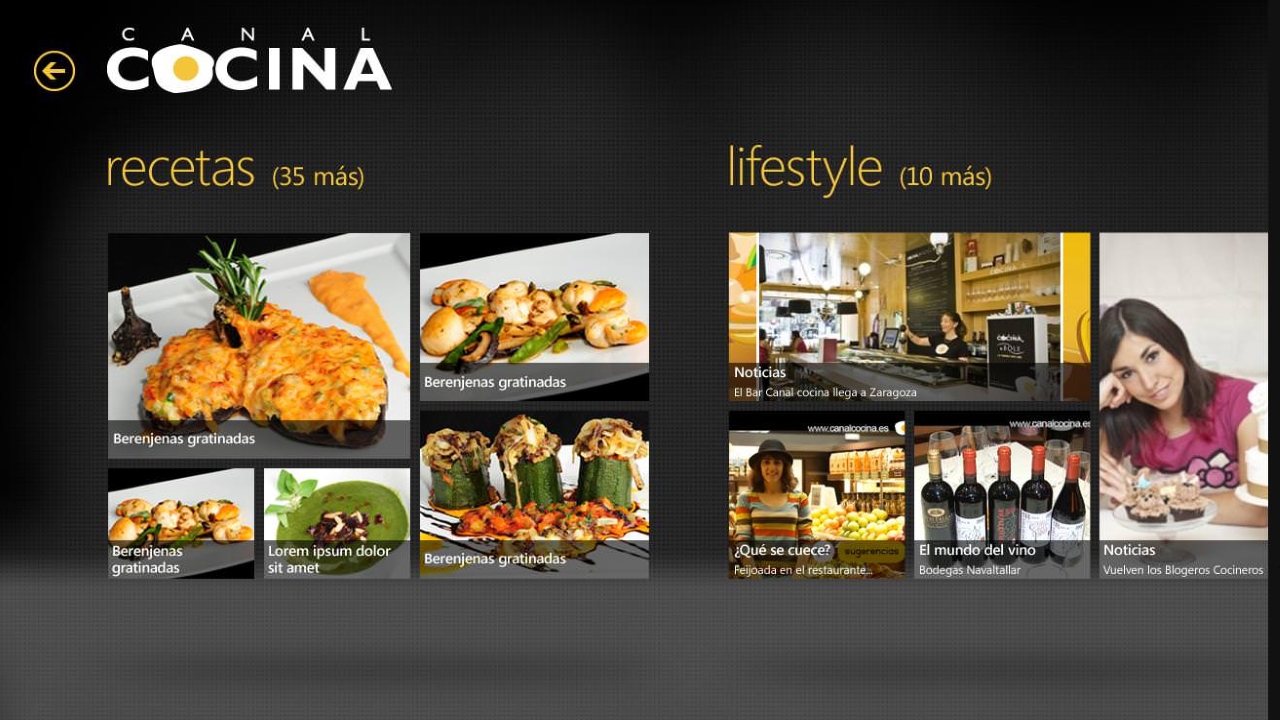 CANAL
COCINA
recetas (35 más)
Berenjenas gratinadas
Berenjenas gratinadas
Berenjenas
gratinadas
Lorem ipsum dolor
sit amet
Berenjenas gratinadas
lifestyle (10 más)
COCINA
Noticias
El Bar Canal cocina llega a Zaragoza
www.canalcocina.es
sugerencias
¿Qué se cuece?
Feijoada en el restaurante...
www.canalcocina.es
El mundo del vino
Bodegas Navaltallar
Noticias
Vuelven los Blogeros Cocineros